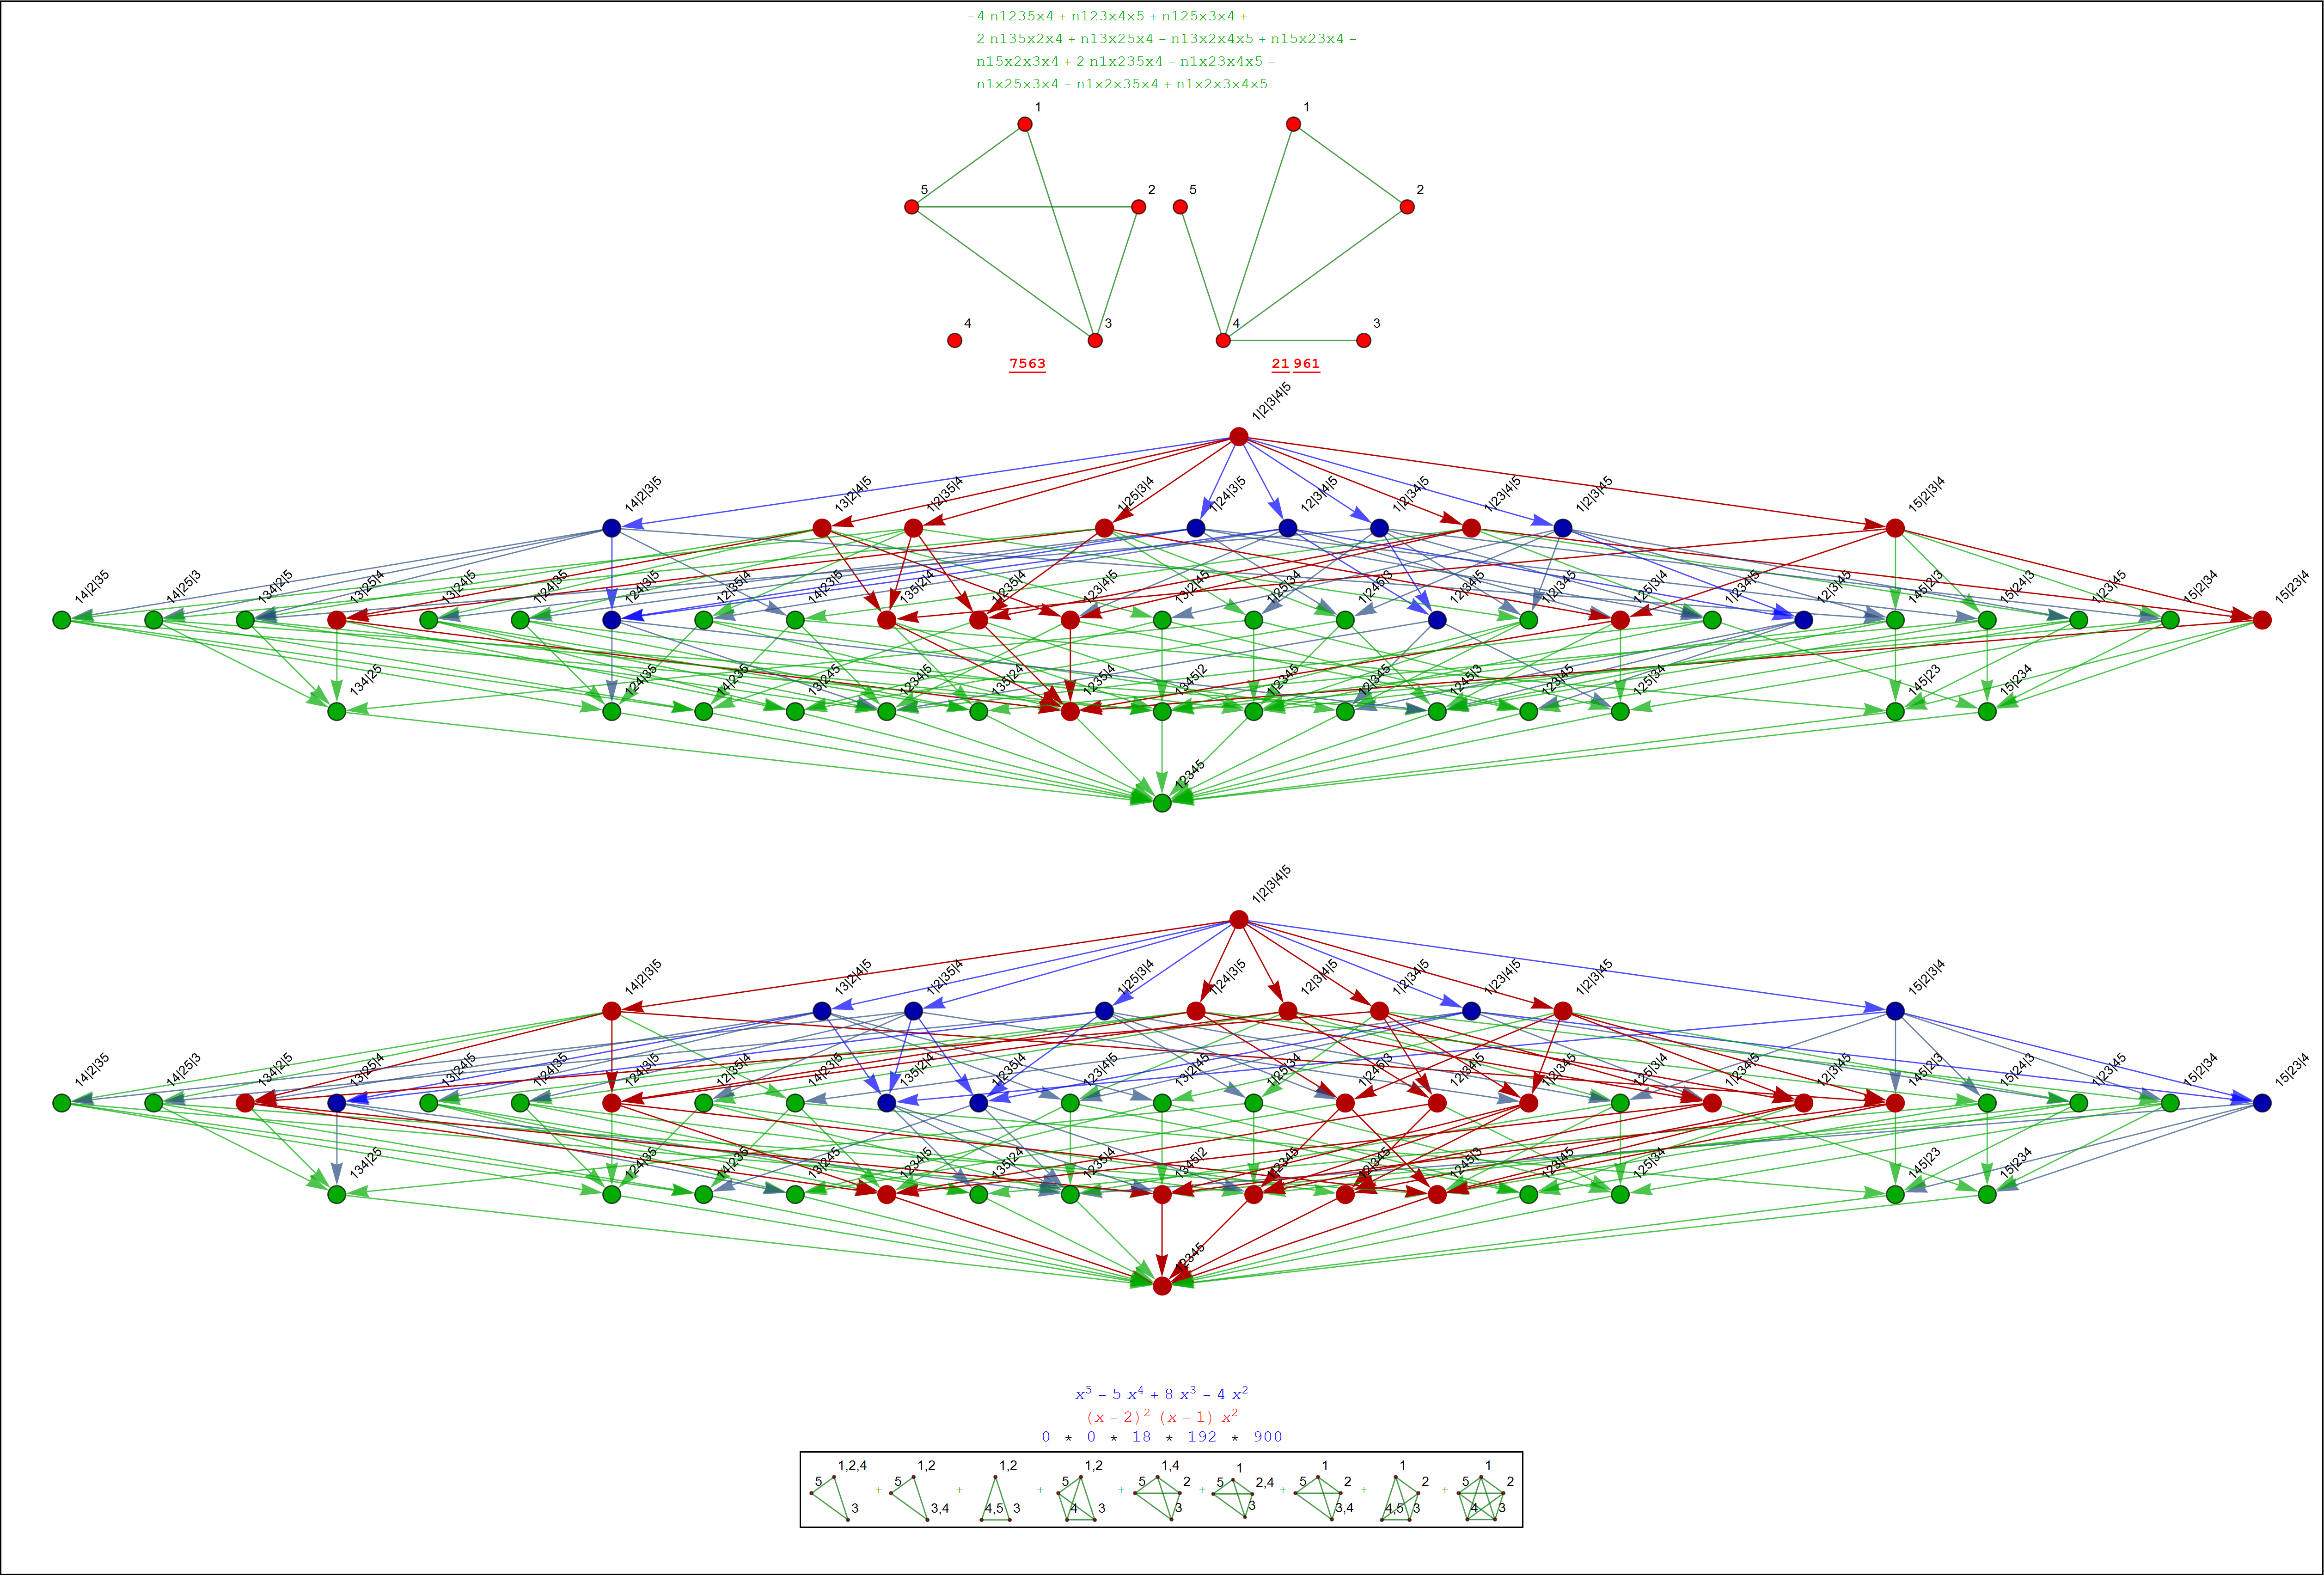 −4 n1235x4 + n123x4x5 + n125x3x4 +
2 n135x2x4 + n13x25x4 − n13x2x4x5 + n15x23x4 −
n15x2x3x4 + 2 n1x235x4 − n1x23x4x5 −
n1x25x3x4 − n1x2x35x4 + n1x2x3x4x5
1 1
5 2 5 2
4 3 4 3
7563 21 961
1|2|3|4|5
14|2|3|5 13|2|4|5 1|2|35|4 1|25|3|4 1|24|3|5 12|3|4|5 1|2|34|5 1|23|4|5 1|2|3|45 15|2|3|4
14|2|35 14|25|3 134|2|5 13|25|4 13|24|5 1|24|35 124|3|5 12|35|4 14|23|5 135|2|4 1|235|4 123|4|5 13|2|45 1|25|34 1|245|3 12|34|5 1|2|345 125|3|4 1|234|5 12|3|45 145|2|3 15|24|3 1|23|45 15|2|34 15|23|4
134|25 124|35 14|235 13|245 1234|5 135|24 1235|4 1345|2 1|2345 12|345 1245|3 123|45 125|34 145|23 15|234
12345
1|2|3|4|5
14|2|3|5 13|2|4|5 1|2|35|4 1|25|3|4 1|24|3|5 12|3|4|5 1|2|34|5 1|23|4|5 1|2|3|45 15|2|3|4
14|2|35 14|25|3 134|2|5 13|25|4 13|24|5 1|24|35 124|3|5 12|35|4 14|23|5 135|2|4 1|235|4 123|4|5 13|2|45 1|25|34 1|245|3 12|34|5 1|2|345 125|3|4 1|234|5 12|3|45 145|2|3 15|24|3 1|23|45 15|2|34 15|23|4
134|25 124|35 14|235 13|245 1234|5 135|24 1235|4 1345|2 1|2345 12|345 1245|3 123|45 125|34 145|23 15|234
12345
x⁵ − 5 x⁴ + 8 x³ − 4 x²
(x − 2)² (x − 1) x²
0 * 0 * 18 * 192 * 900
1,2,4 5 3 + 1,2 5 3,4 + 1,2 4,5 3 + 1,2 5 4 3 + 1,4 5 2 3 + 1 5 2,4 3 + 1 5 2 3,4 + 1 2 4,5 3 + 1 5 2 4 3